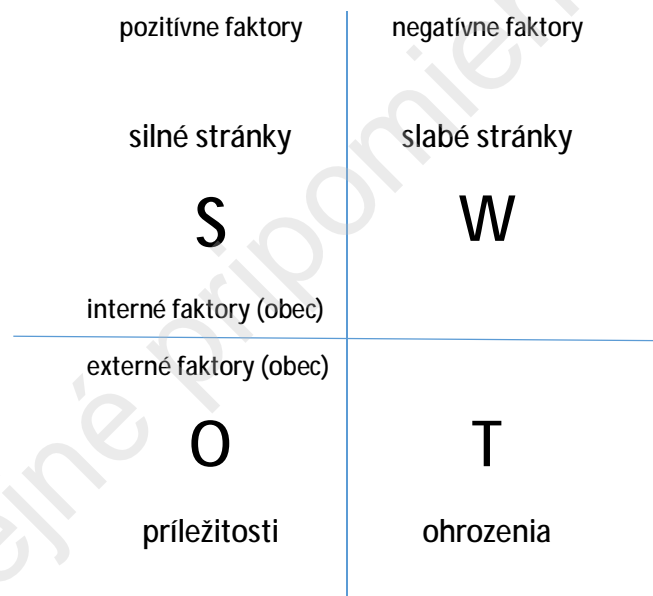 pozitívne faktory negatívne faktory
silné stránky slabé stránky
S W
interné faktory (obec)
externé faktory (obec)
O T
príležitosti ohrozenia